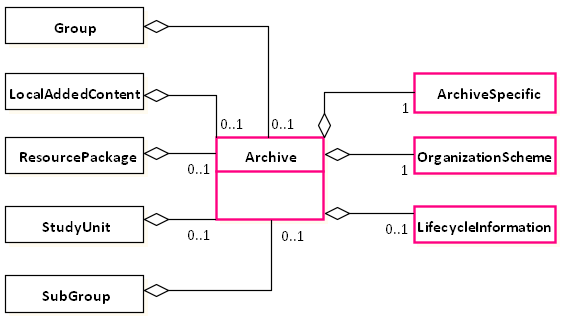 Group
LocalAddedContent
0..1
0..1
ArchiveSpecific
1
ResourcePackage
0..1
Archive
OrganizationScheme
1
StudyUnit
0..1
0..1
LifecycleInformation
0..1
SubGroup